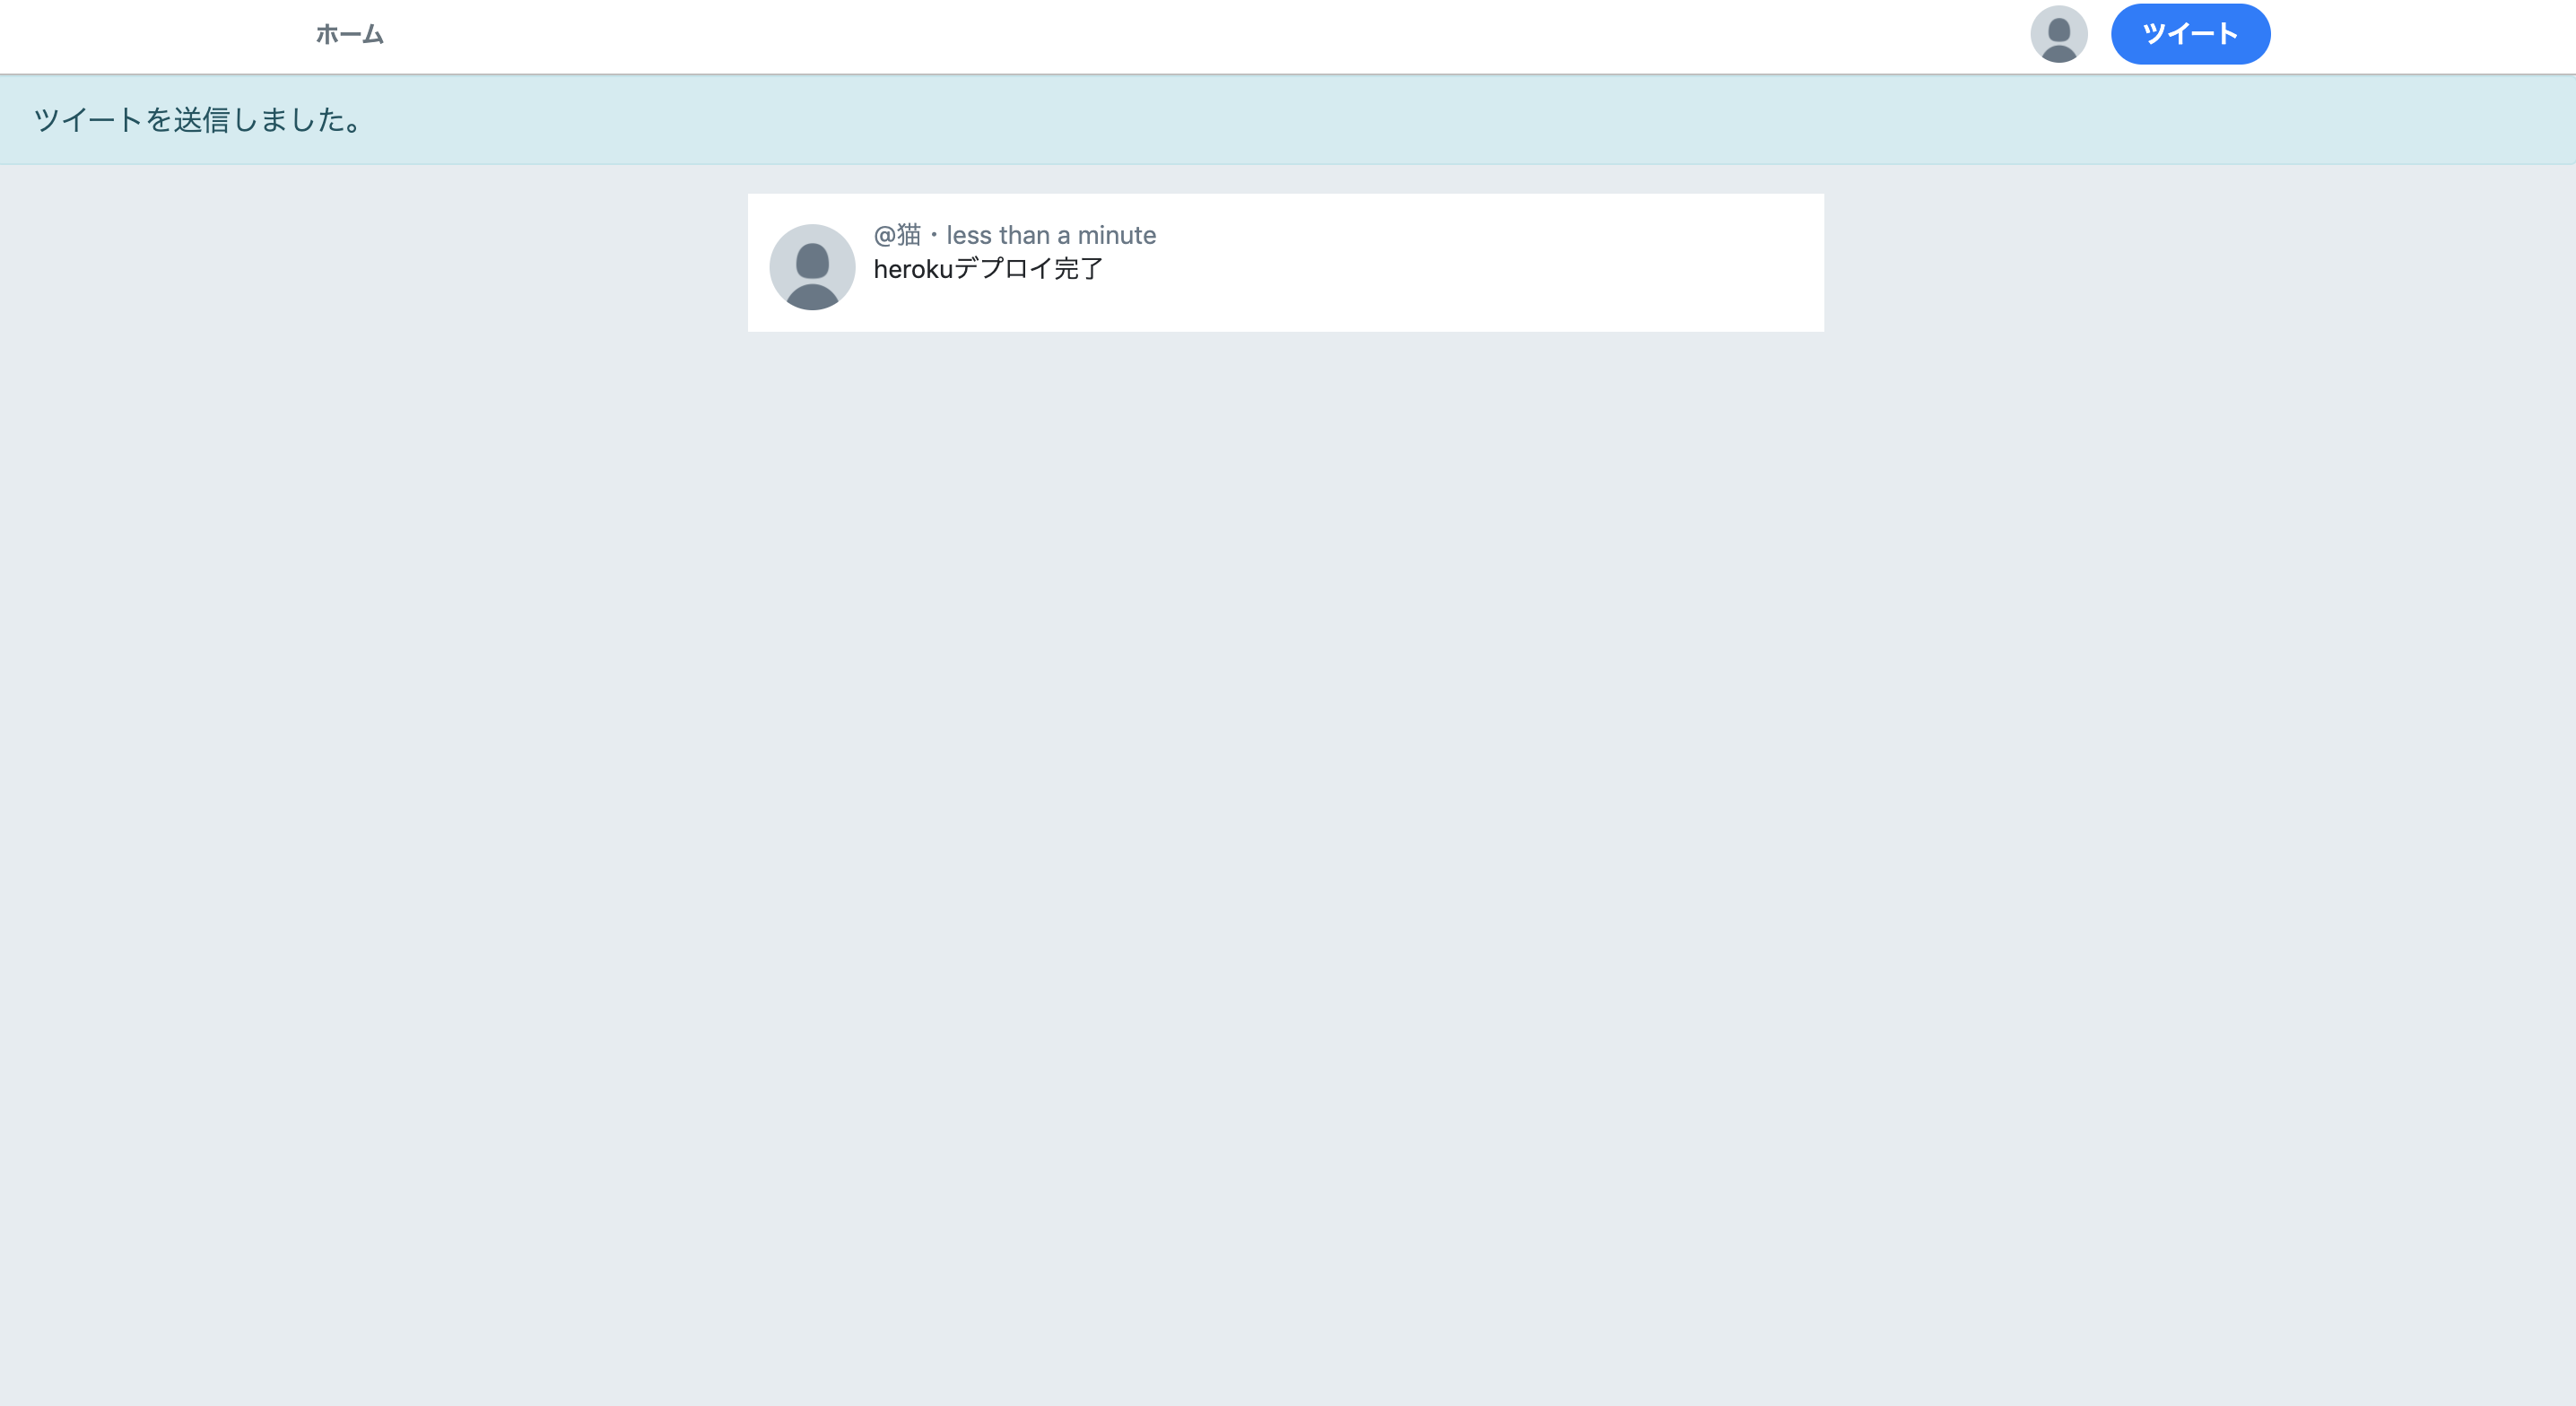 ホーム
ツイート
ツイートを送信しました。
@猫・less than a minute
herokuデプロイ完了